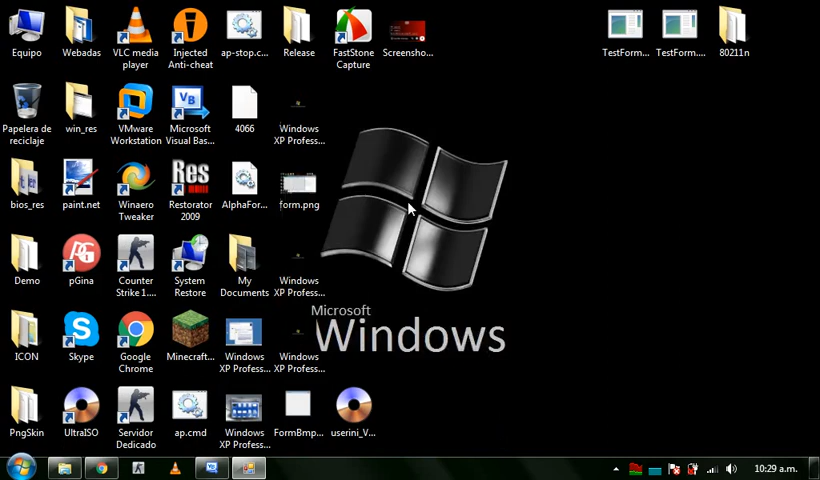 Equipo
Webadas
VLC media
player
Injected
Anti-cheat
ap-stop.c...
Release
FastStone
Capture
Screensho...
TestForm...
TestForm....
80211n
Papelera de
reciclaje
win_res
VMware
Workstation
VB
Microsoft
Visual Bas...
4066
Windows
XP Profess...
bios_res
paint.net
Winaero
Tweaker
Res
Restorator
2009
AlphaFor...
form.png
Demo
pGina
Counter
Strike 1....
System
Restore
My
Documents
Windows
XP Profess...
ICON
Skype
Google
Chrome
Minecraft...
Windows
XP Profess...
Windows
XP Profess...
Microsoft
Windows
PngSkin
UltraISO
Servidor
Dedicado
ap.cmd
Windows
XP Profess...
FormBmp...
userini_V...
10:29 a.m.